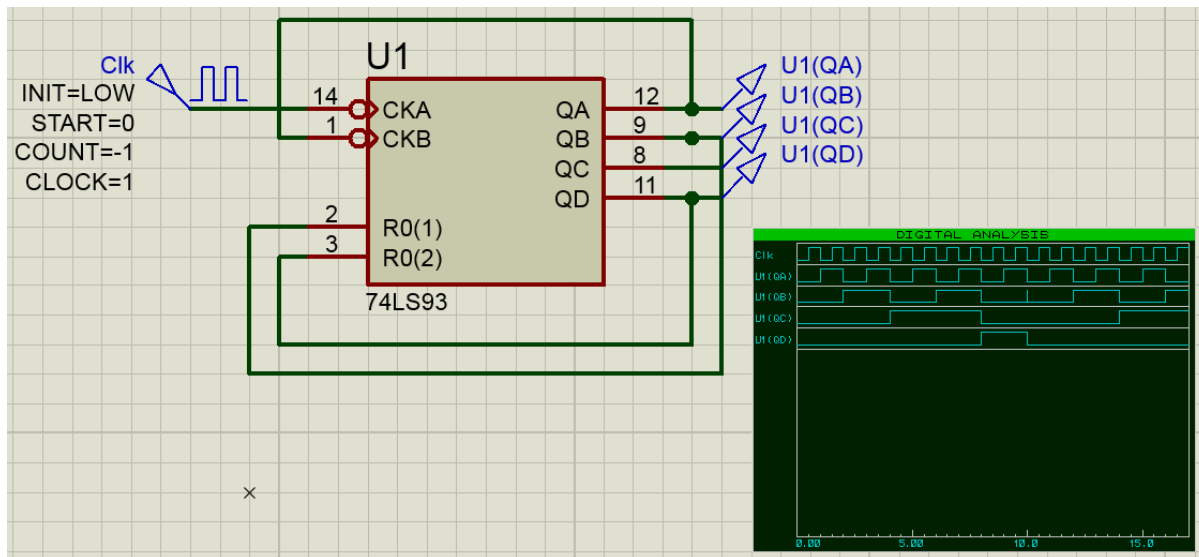 U1
Clk
INIT=LOW
START=0
COUNT=-1
CLOCK=1
14
CKA
1
CKB
2
R0(1)
3
R0(2)
QA
12
QB
9
QC
8
QD
11
74LS93
U1(QA)
U1(QB)
U1(QC)
U1(QD)
DIGITAL ANALYSIS
Clk
U1(QA)
U1(QB)
U1(QC)
U1(QD)
0.00
5.00
10.0
15.0